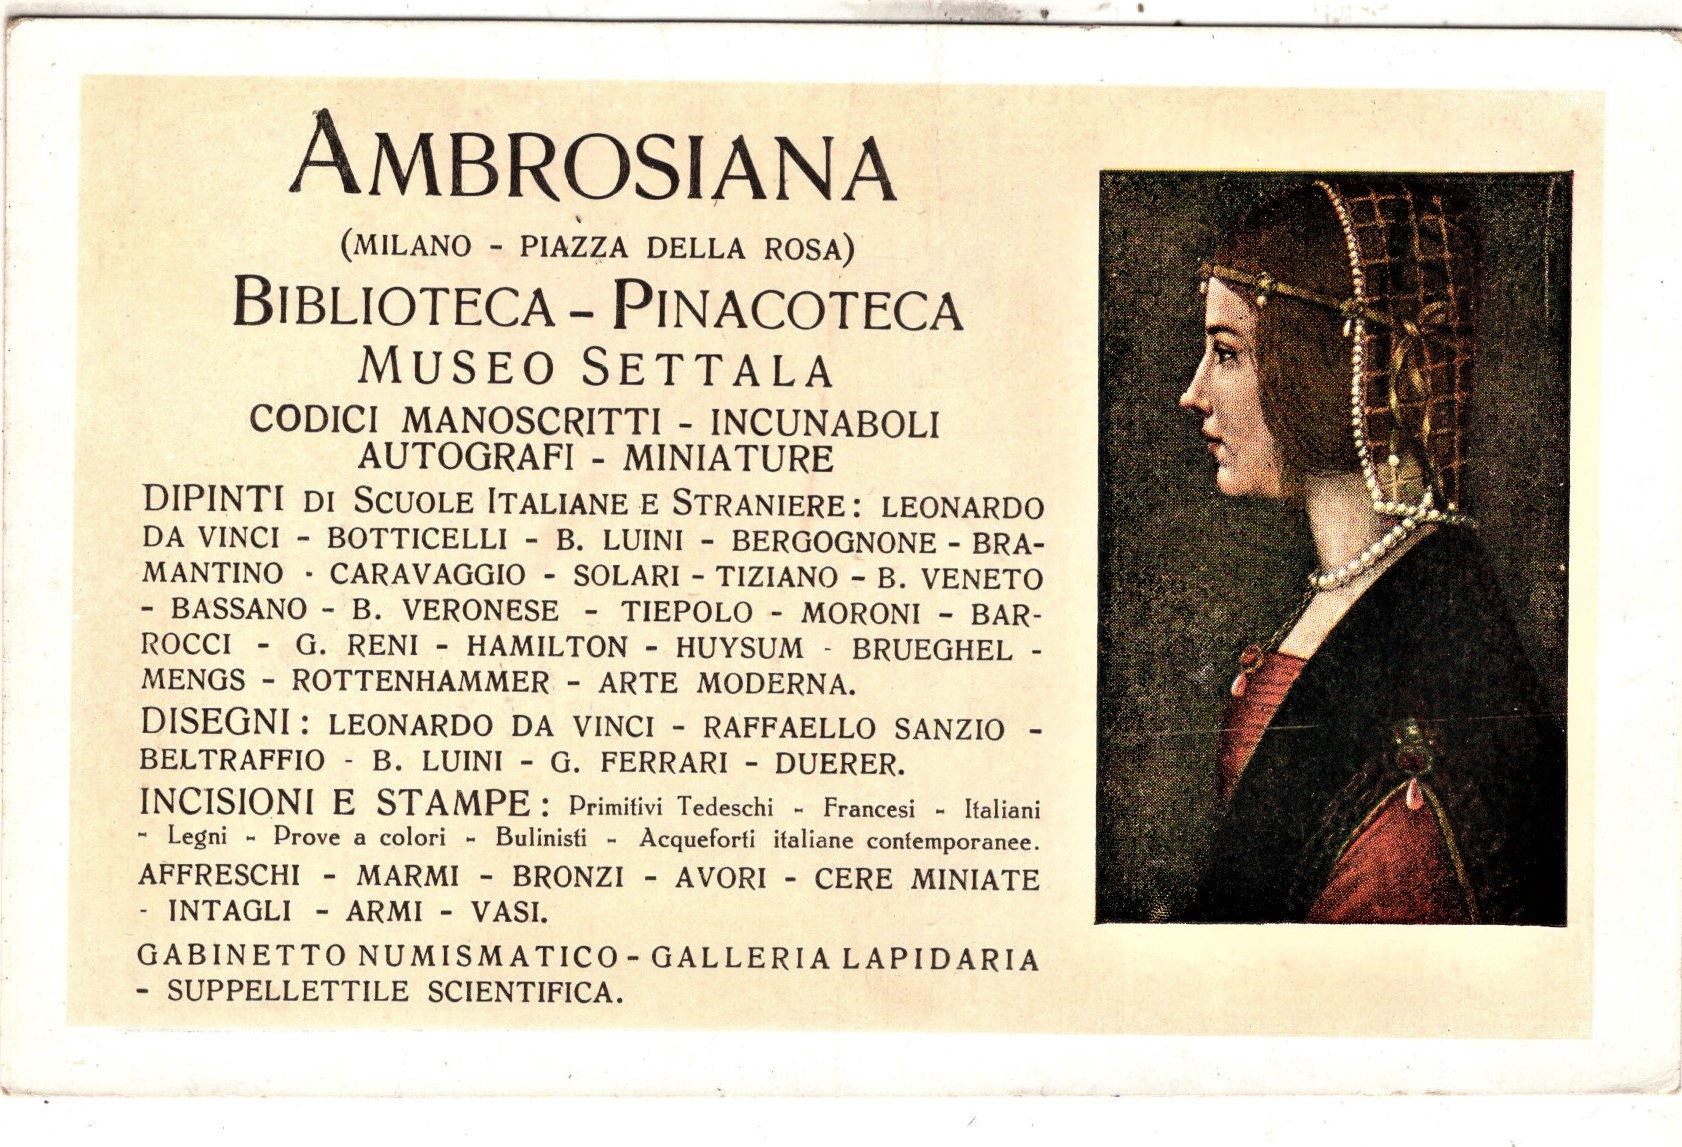 AMBROSIANA
(MILANO - PIAZZA DELLA ROSA)
BIBLIOTECA - PINACOTECA
MUSEO SETTALA
CODICI MANOSCRITTI - INCUNABOLI
AUTOGRAFI - MINIATURE
DIPINTI DI SCUOLE ITALIANE E STRANIERE: LEONARDO
DA VINCI - BOTTICELLI - B. LUINI - BERGOGNONE - BRA-
MANTINO - CARAVAGGIO - SOLARI - TIZIANO - B. VENETO
- BASSANO - B. VERONESE - TIEPOLO - MORONI - BAR-
ROCCI - G. RENI - HAMILTON - HUYSUM - BRUEGHEL -
MENGS - ROTTENHAMMER - ARTE MODERNA.
DISEGNI: LEONARDO DA VINCI - RAFFAELLO SANZIO -
BELTRAFFIO - B. LUINI - G. FERRARI - DUERER.
INCISIONI E STAMPE: Primitivi Tedeschi - Francesi - Italiani
- Legni - Prove a colori - Bulinisti - Acqueforti italiane contemporanee.
AFFRESCHI - MARMI - BRONZI - AVORI - CERE MINIATE
- INTAGLI - ARMI - VASI.
GABINETTO NUMISMATICO - GALLERIA LAPIDARIA
- SUPPELLETTILE SCIENTIFICA.